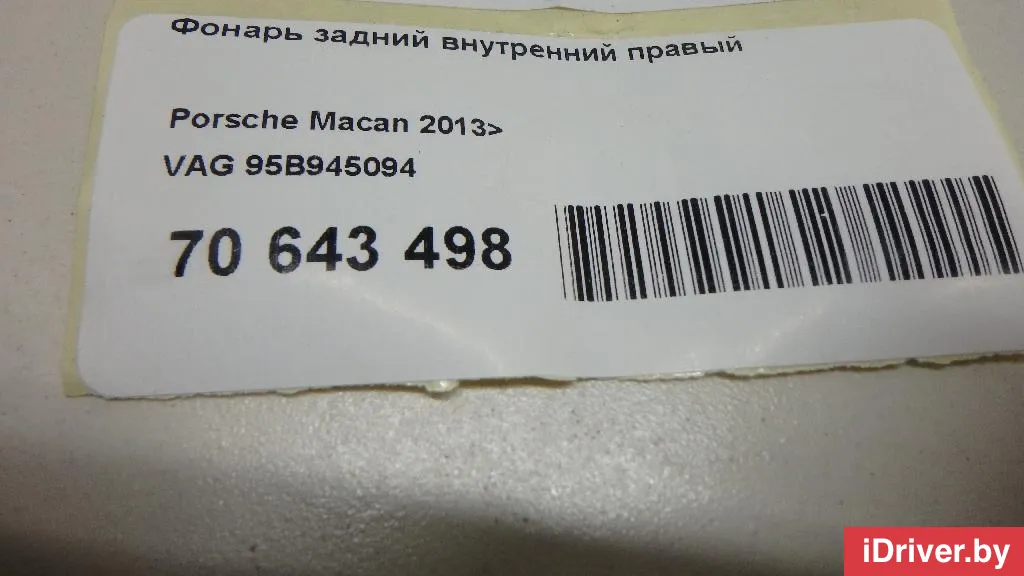 Фонарь задний внутренний правый
Porsche Macan 2013>
VAG 95B945094
70 643 498
iDriver.by